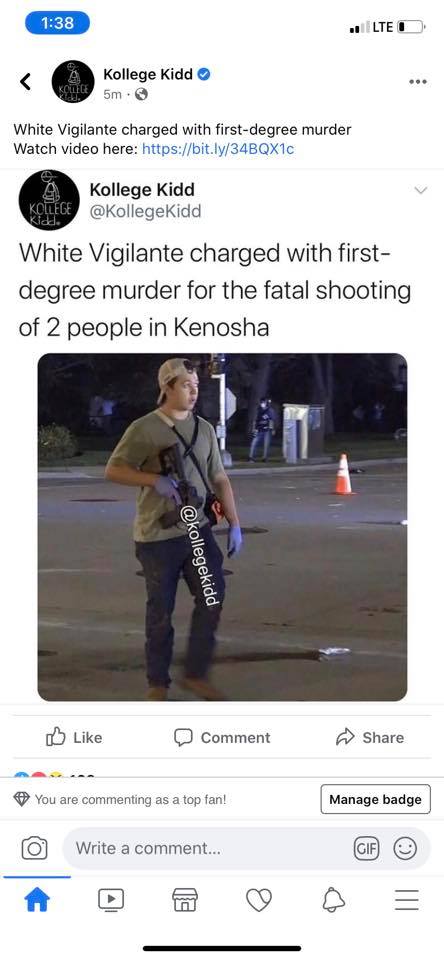 1:38
LTE
Kollege Kidd
5m
White Vigilante charged with first-degree murder
Watch video here: https://bit.ly/34BQX1c
KOLLEGE
Kidd
Kollege Kidd
@KollegeKidd
White Vigilante charged with first-
degree murder for the fatal shooting
of 2 people in Kenosha
@kollegekidd
Like
Comment
Share
You are commenting as a top fan!
Manage badge
Write a comment...
GIF